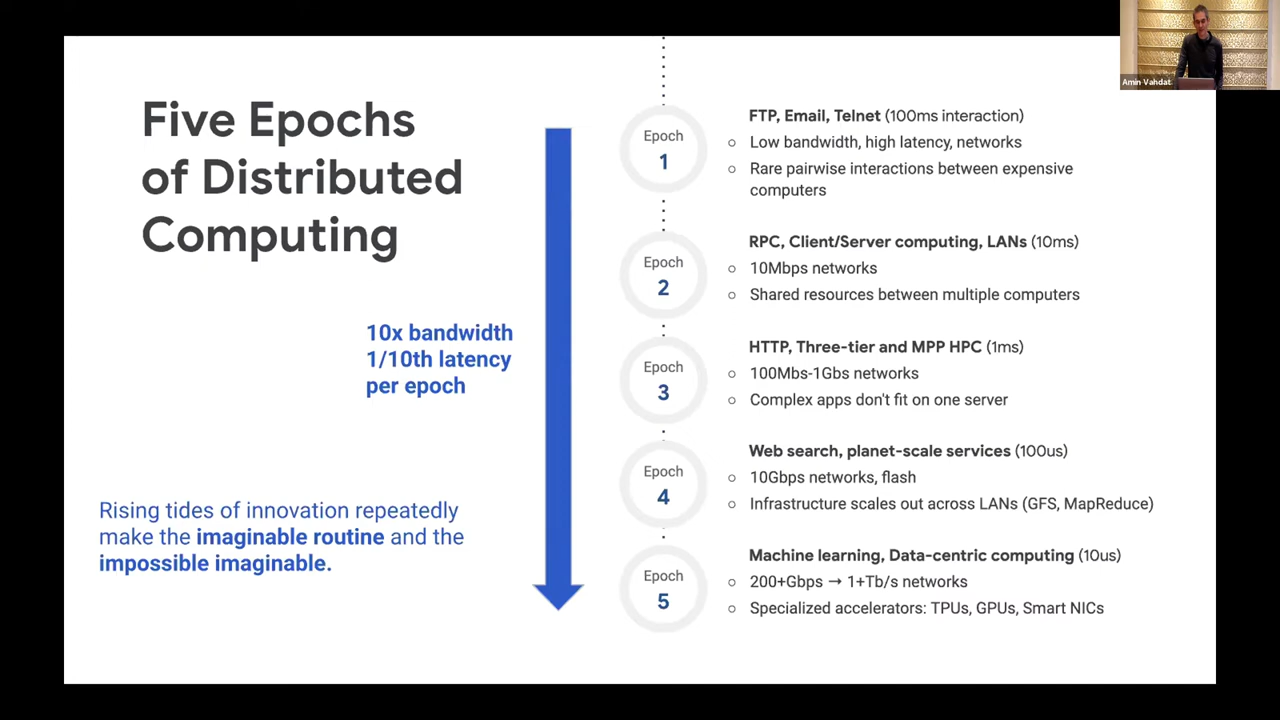 Five Epochs
of Distributed
Computing
10x bandwidth
1/10th latency
per epoch
Rising tides of innovation repeatedly
make the imaginable routine and the
impossible imaginable.
Epoch
1
FTP, Email, Telnet (100ms interaction)
○ Low bandwidth, high latency, networks
○ Rare pairwise interactions between expensive
computers
Epoch
2
RPC, Client/Server computing, LANs (10ms)
○ 10Mbps networks
○ Shared resources between multiple computers
Epoch
3
HTTP, Three-tier and MPP HPC (1ms)
○ 100Mbs-1Gbs networks
○ Complex apps don't fit on one server
Epoch
4
Web search, planet-scale services (100us)
○ 10Gbps networks, flash
○ Infrastructure scales out across LANs (GFS, MapReduce)
Epoch
5
Machine learning, Data-centric computing (10us)
○ 200+Gbps → 1+Tb/s networks
○ Specialized accelerators: TPUs, GPUs, Smart NICs
Amin Vahdat